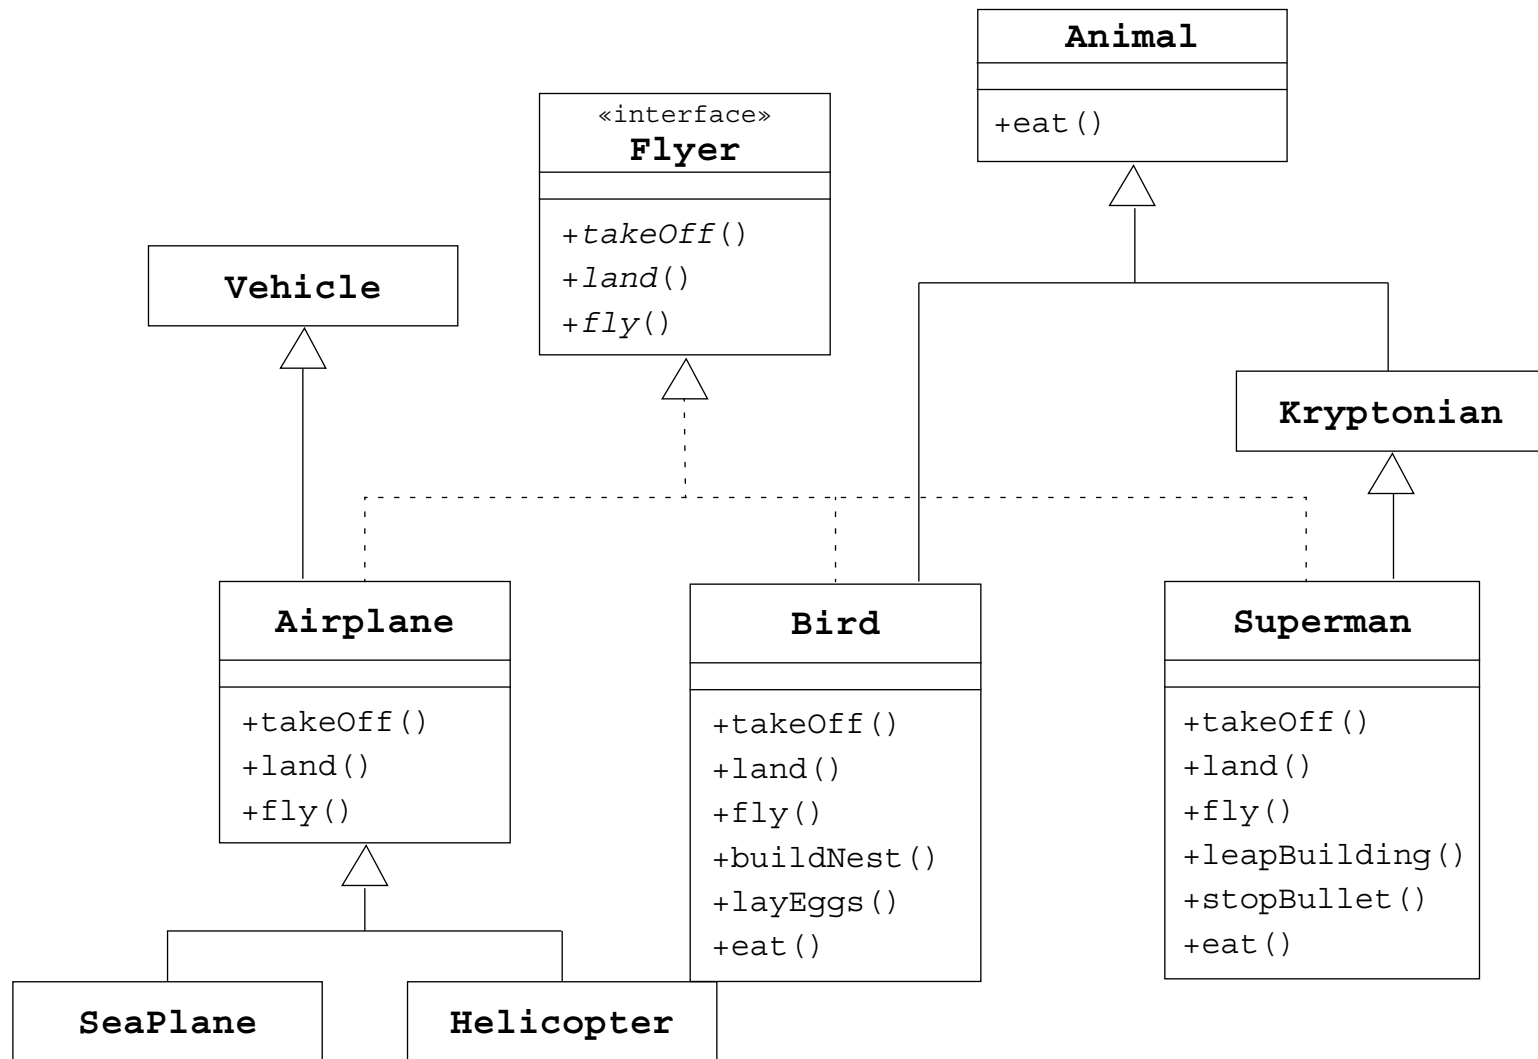 Animal
+eat()
«interface»
Flyer
+takeOff()
+land()
+fly()
Vehicle
Kryptonian
Airplane
+takeOff()
+land()
+fly()
Bird
+takeOff()
+land()
+fly()
+buildNest()
+layEggs()
+eat()
Superman
+takeOff()
+land()
+fly()
+leapBuilding()
+stopBullet()
+eat()
SeaPlane
Helicopter